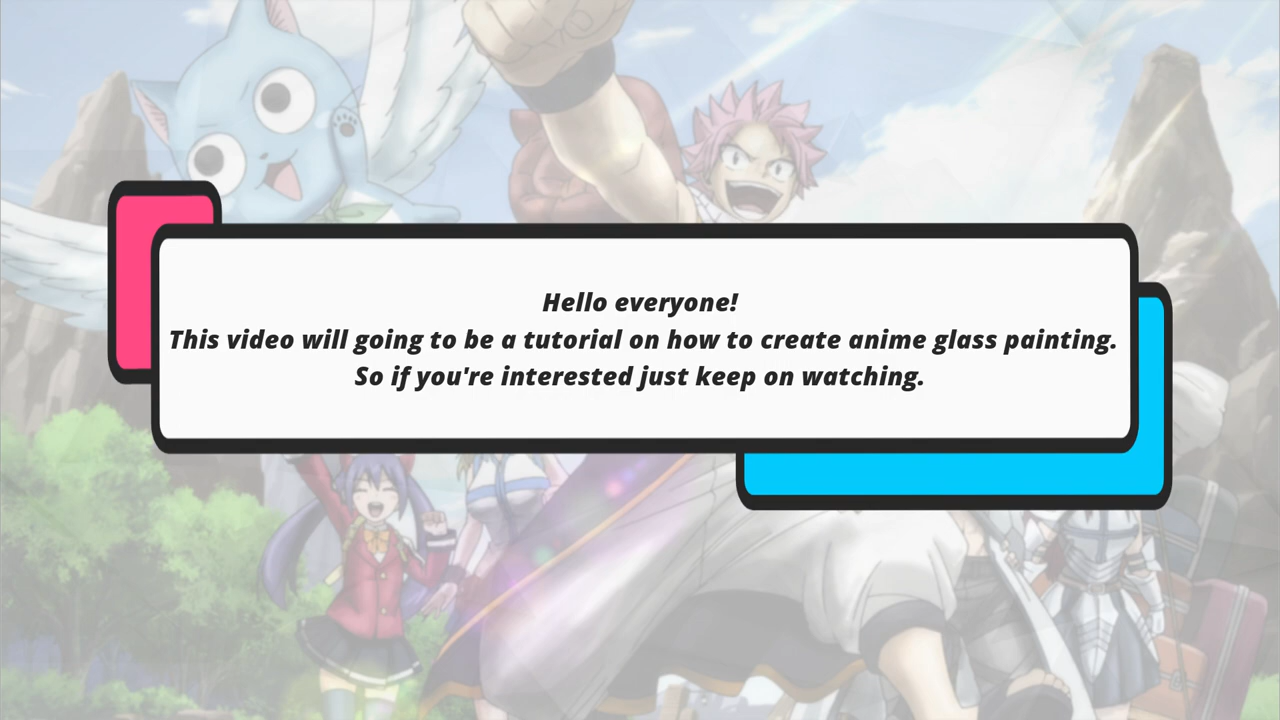 Hello everyone!
This video will going to be a tutorial on how to create anime glass painting.
So if you're interested just keep on watching.